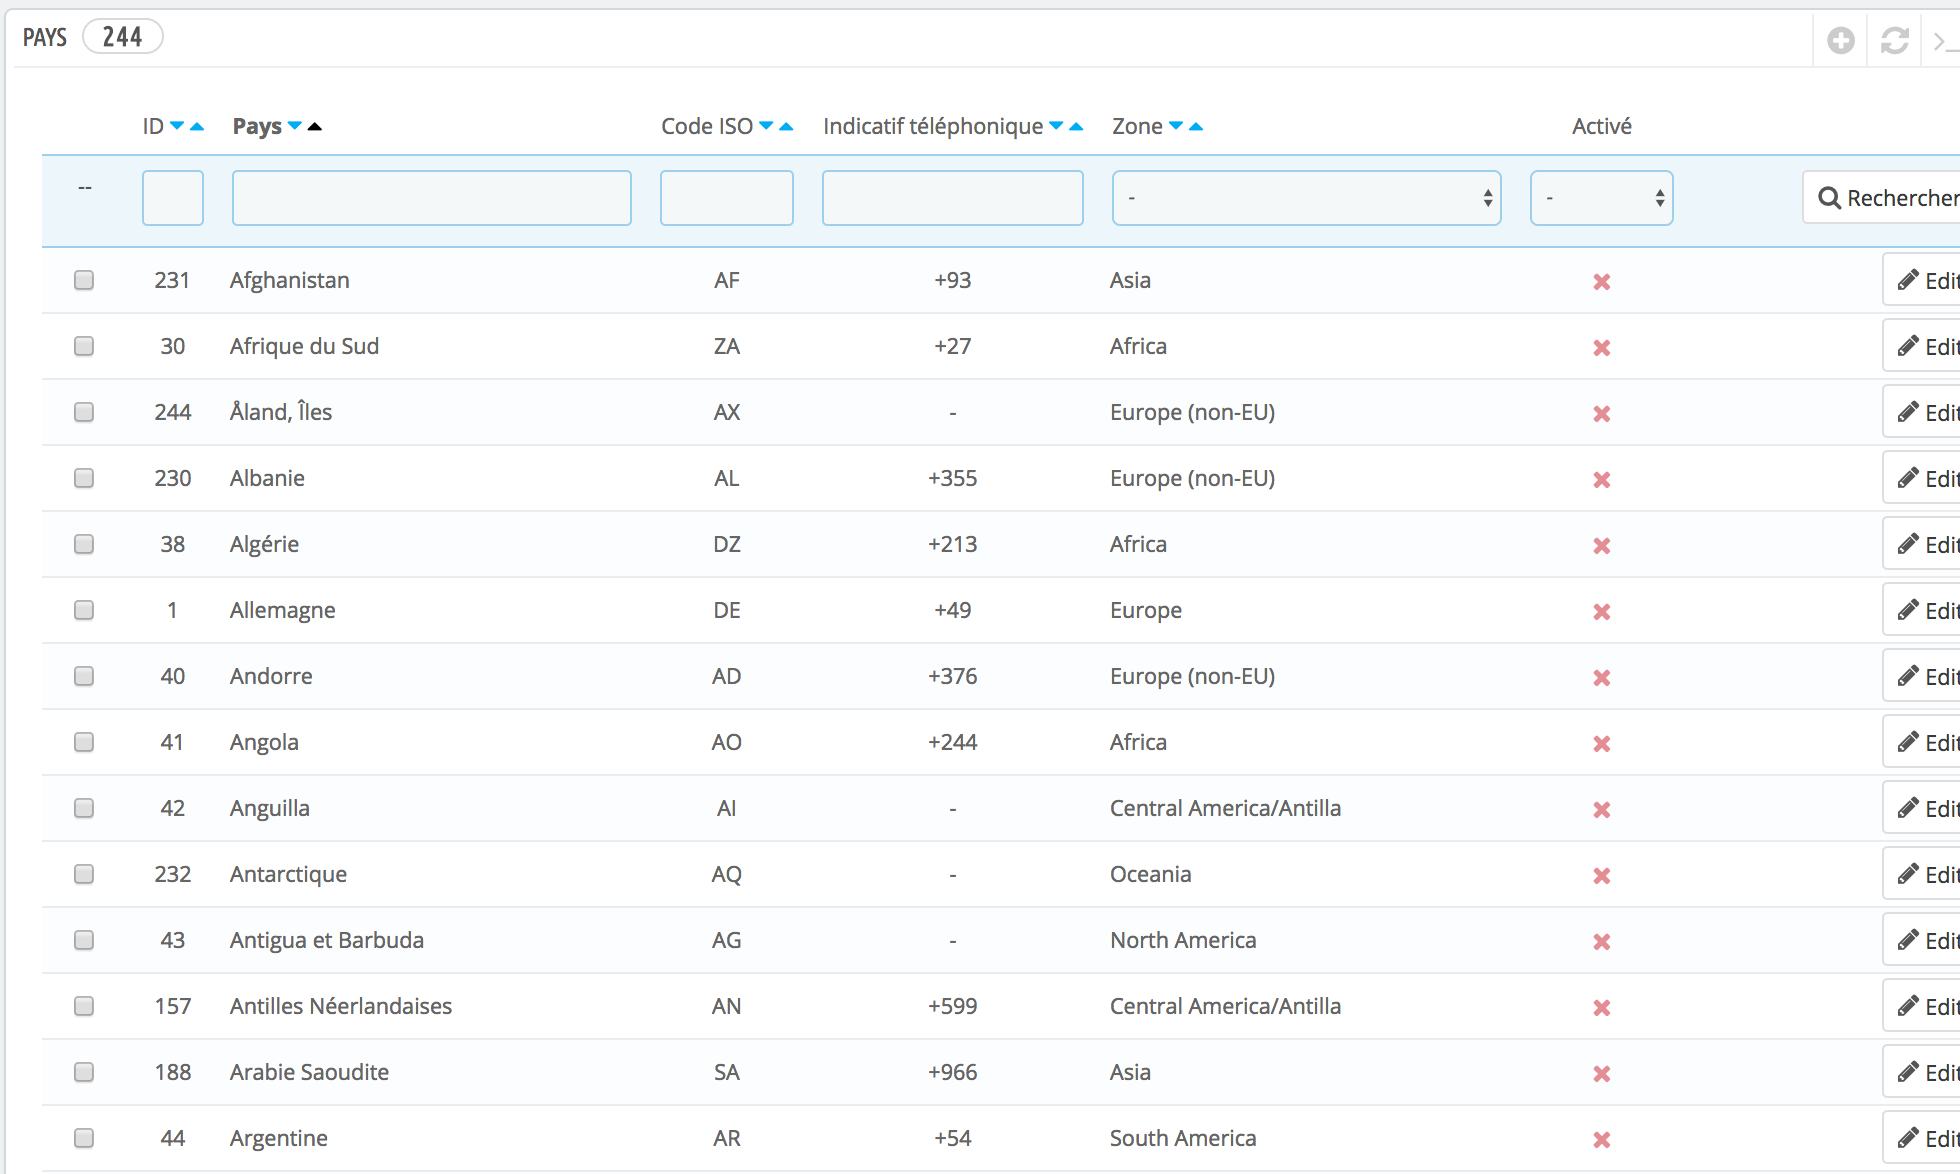 PAYS 244
ID Pays Code ISO Indicatif téléphonique Zone Activé
-- - - Rechercher
231 Afghanistan AF +93 Asia Edit
30 Afrique du Sud ZA +27 Africa Edit
244 Åland, Îles AX - Europe (non-EU) Edit
230 Albanie AL +355 Europe (non-EU) Edit
38 Algérie DZ +213 Africa Edit
1 Allemagne DE +49 Europe Edit
40 Andorre AD +376 Europe (non-EU) Edit
41 Angola AO +244 Africa Edit
42 Anguilla AI - Central America/Antilla Edit
232 Antarctique AQ - Oceania Edit
43 Antigua et Barbuda AG - North America Edit
157 Antilles Néerlandaises AN +599 Central America/Antilla Edit
188 Arabie Saoudite SA +966 Asia Edit
44 Argentine AR +54 South America Edit